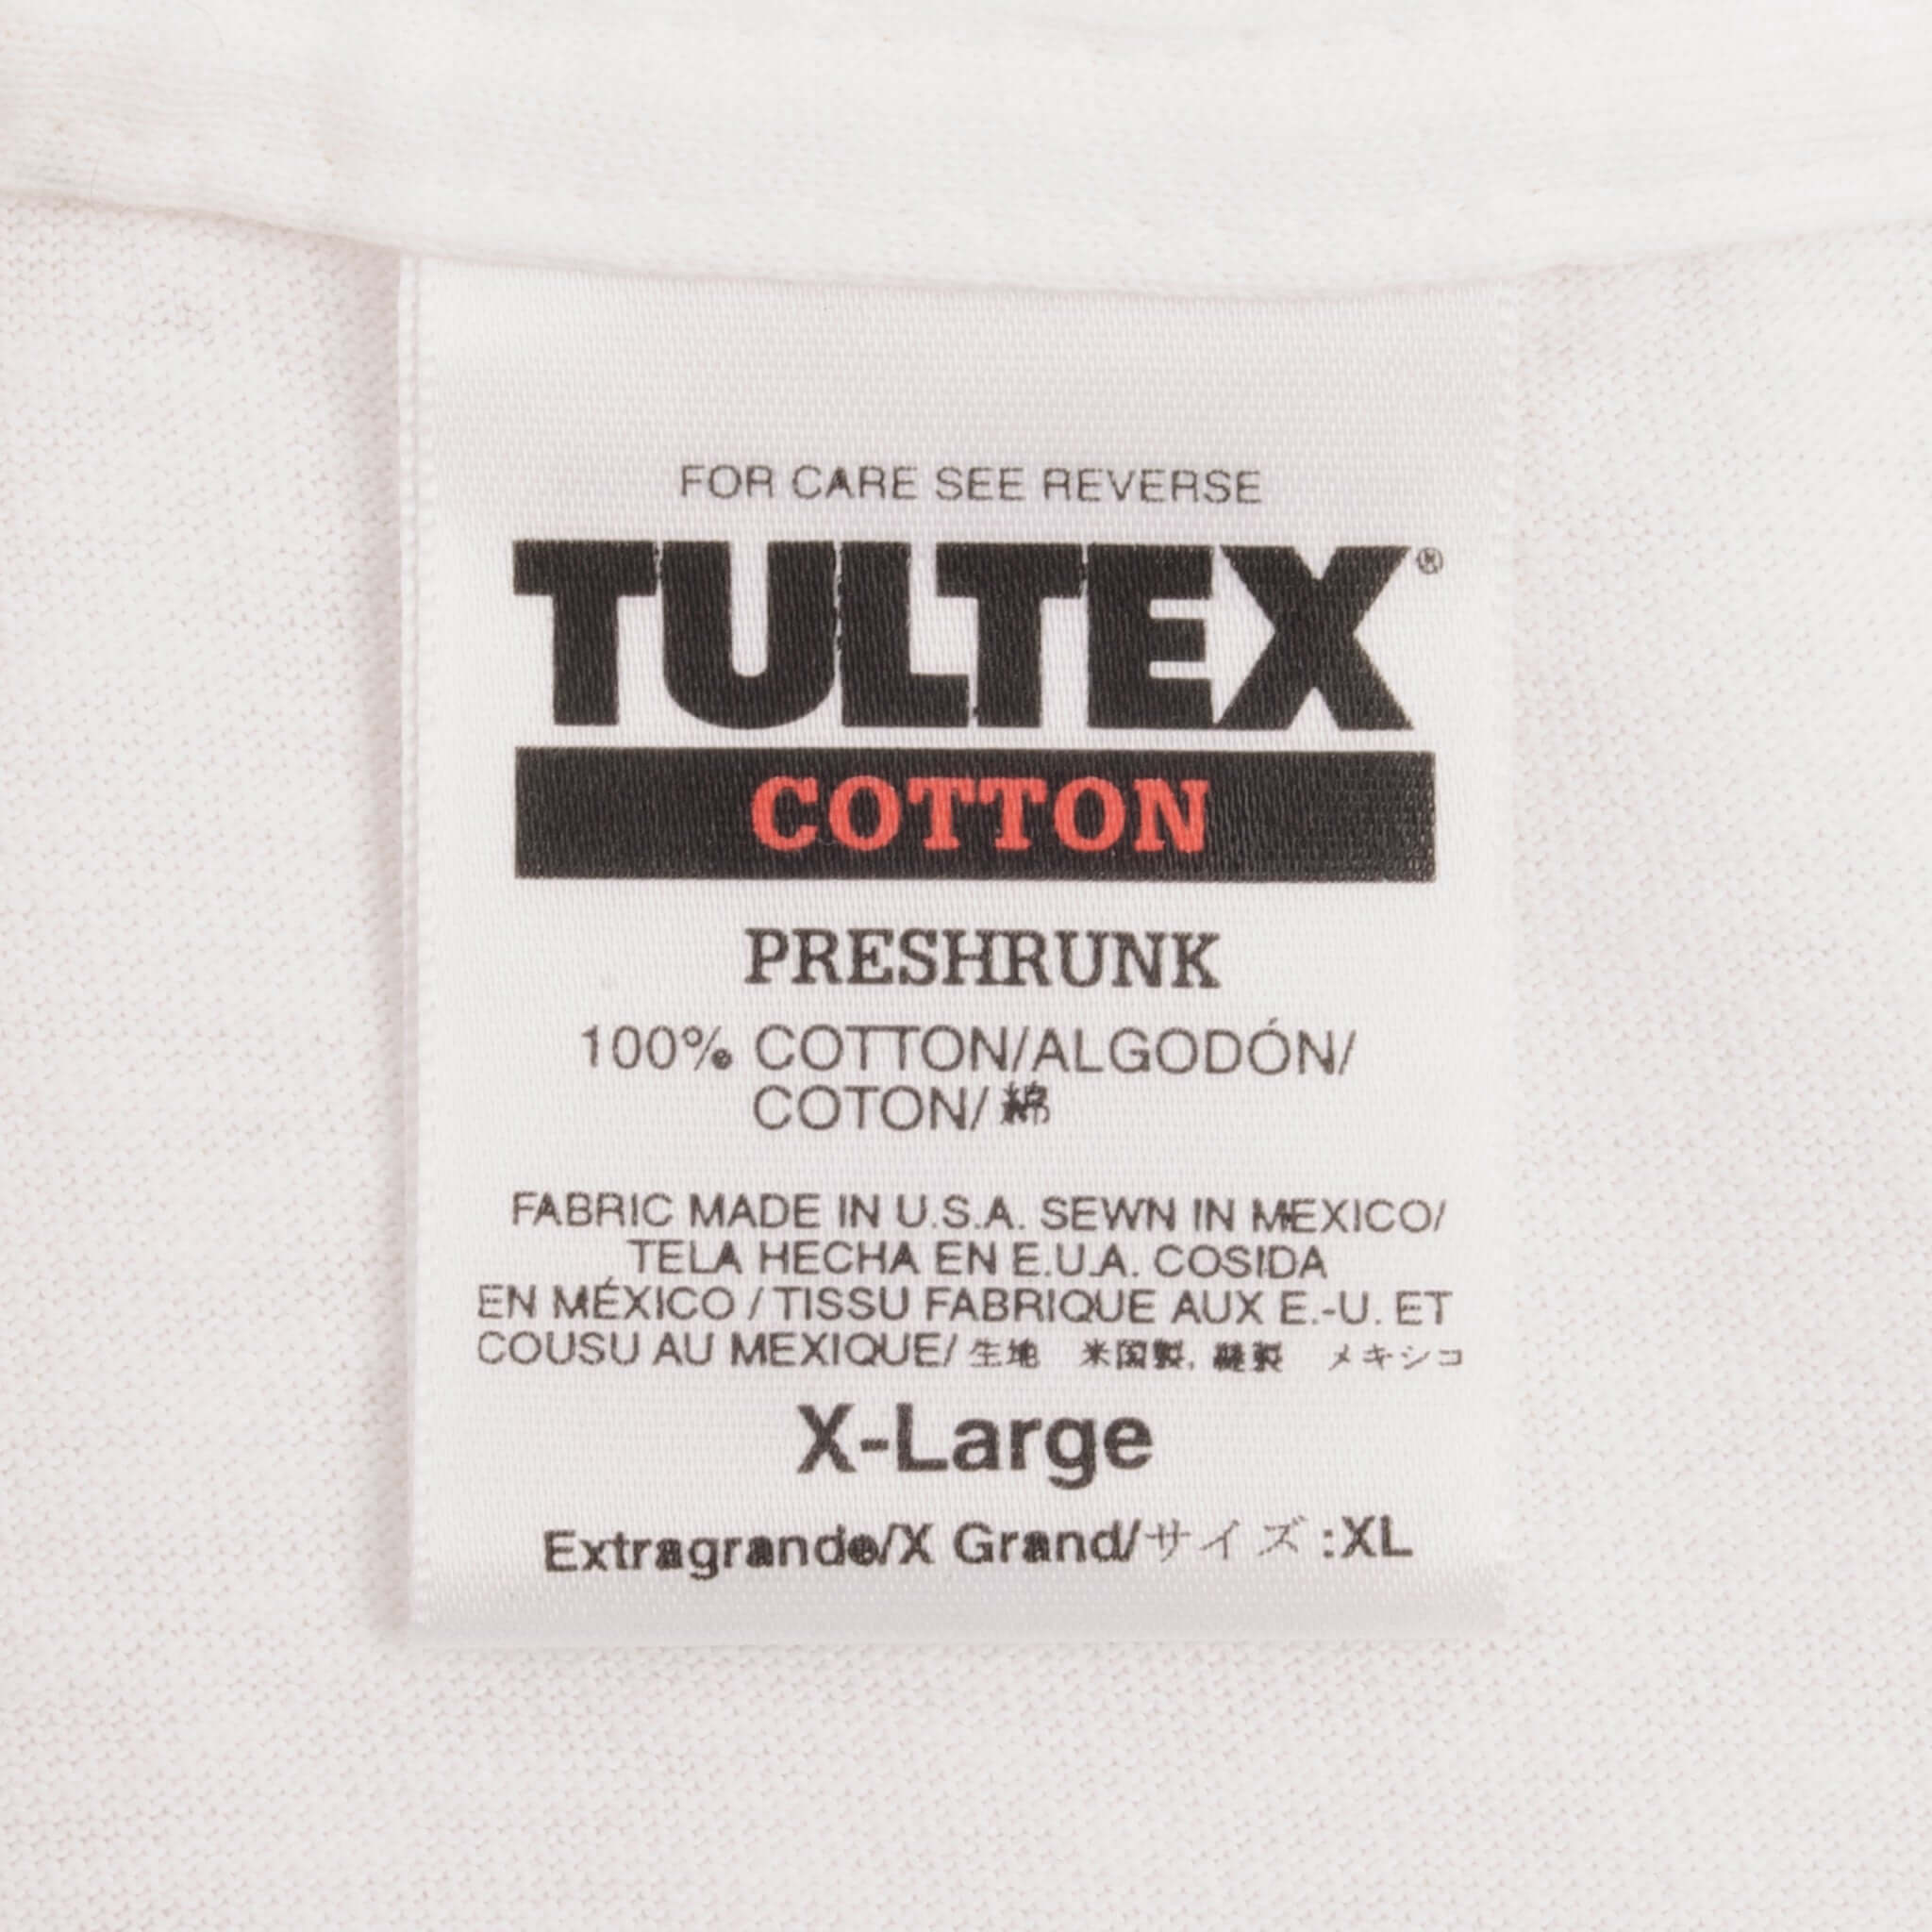 FOR CARE SEE REVERSE
TULTEX®
COTTON
PRESHRUNK
100% COTTON/ALGODÓN/
COTON/綿
FABRIC MADE IN U.S.A. SEWN IN MEXICO/
TELA HECHA EN E.U.A. COSIDA
EN MÉXICO / TISSU FABRIQUE AUX E.-U. ET
COUSU AU MEXIQUE/ 生地 米国製, 縫製 メキシコ
X-Large
Extragrande/X Grand/サイズ:XL